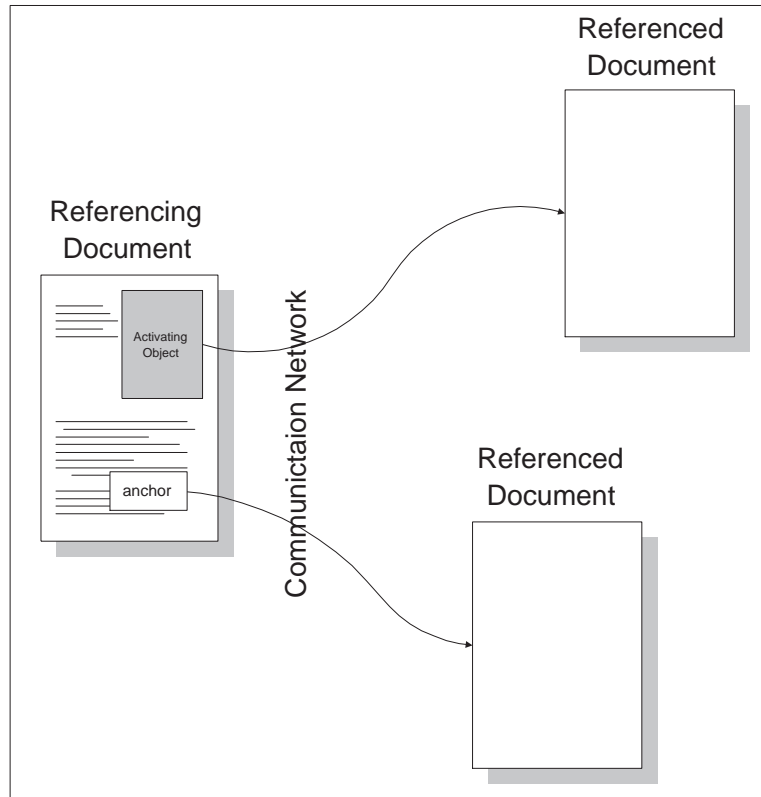 Referenced
Document
Referencing
Document
Activating
Object
Communictaion Network
Referenced
Document
anchor